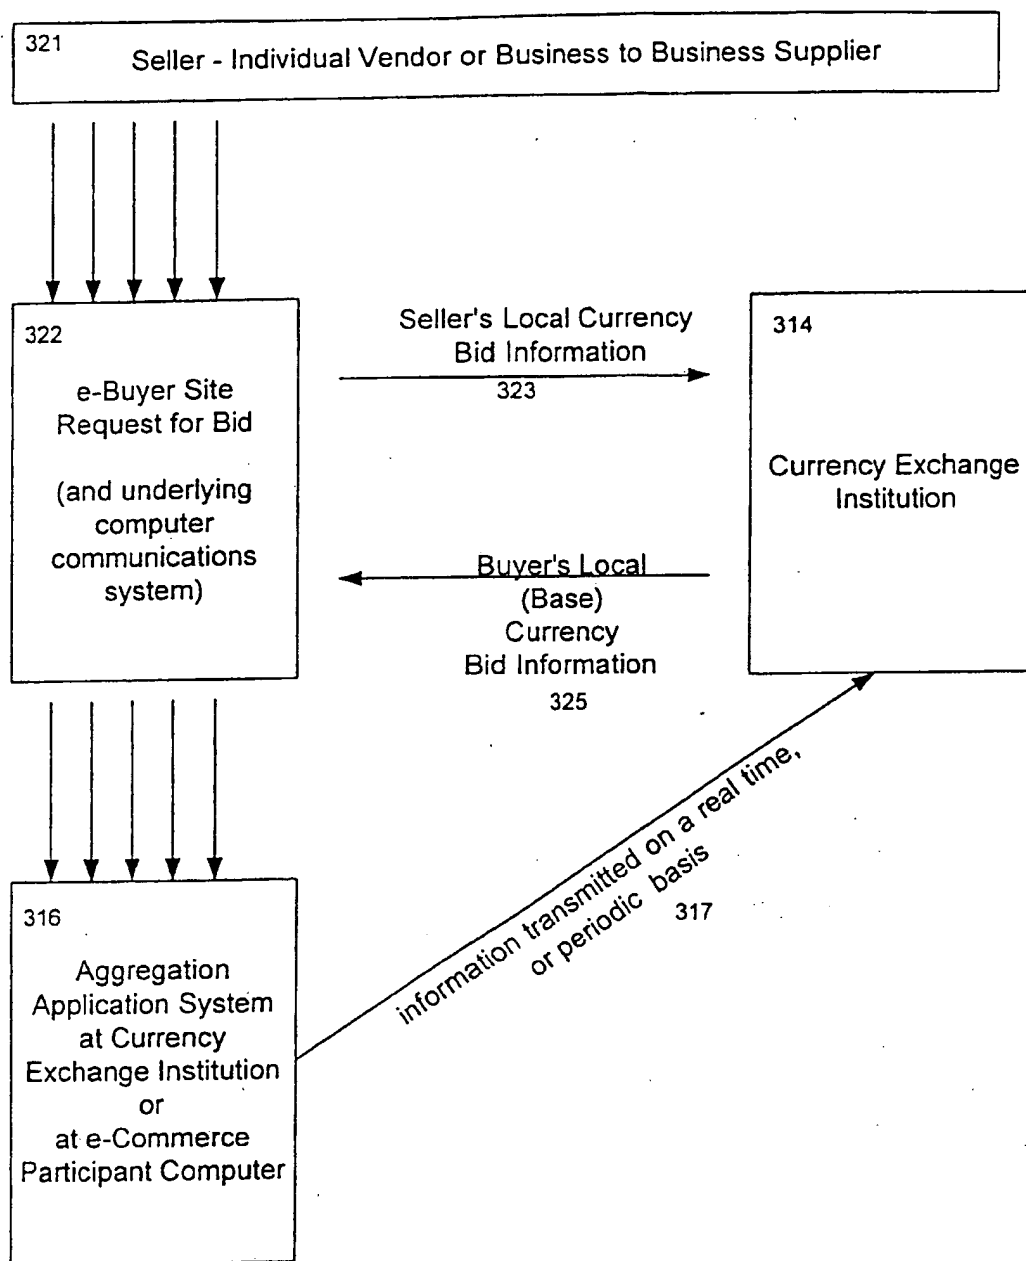 321
Seller - Individual Vendor or Business to Business Supplier
322
e-Buyer Site
Request for Bid
(and underlying
computer
communications
system)
Seller's Local Currency
Bid Information
323
314
Currency Exchange
Institution
Buyer's Local
(Base)
Currency
Bid Information
325
information transmitted on a real time,
or periodic basis
317
316
Aggregation
Application System
at Currency
Exchange Institution
or
at e-Commerce
Participant Computer